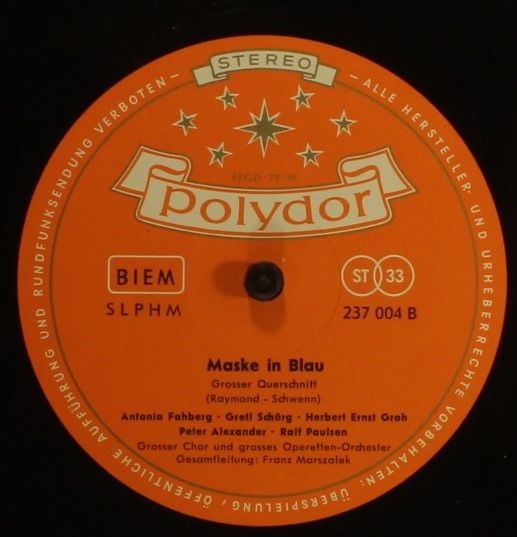 STEREO
— ALLE HERSTELLER- UND URHEBERRECHTE VORBEHALTEN: ÜBERSPIELUNG / ÖFFENTLICHE AUFFÜHRUNG UND RUNDFUNKSENDUNG VERBOTEN —
REGD · TR · M
polydor
BIEM
ST 33
SLPHM
237 004 B
Maske in Blau
Grosser Querschnitt
(Raymond - Schwenn)
Antonia Fahberg · Gretl Schörg · Herbert Ernst Groh
Peter Alexander · Ralf Paulsen
Grosser Chor und grosses Operetten-Orchester
Gesamtleitung: Franz Marszalek